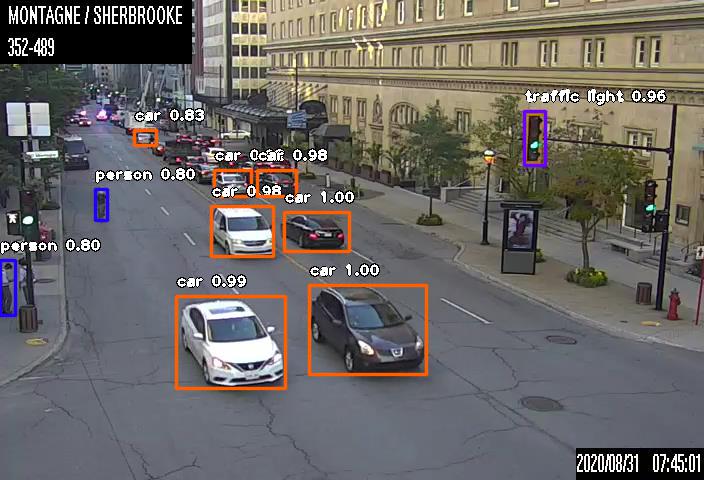 MONTAGNE / SHERBROOKE
352-489
traffic light 0.96
car 0.83
car 0.98
person 0.80
car 0.98
car 1.00
person 0.80
car 0.99
car 1.00
2020/08/31 07:45:01